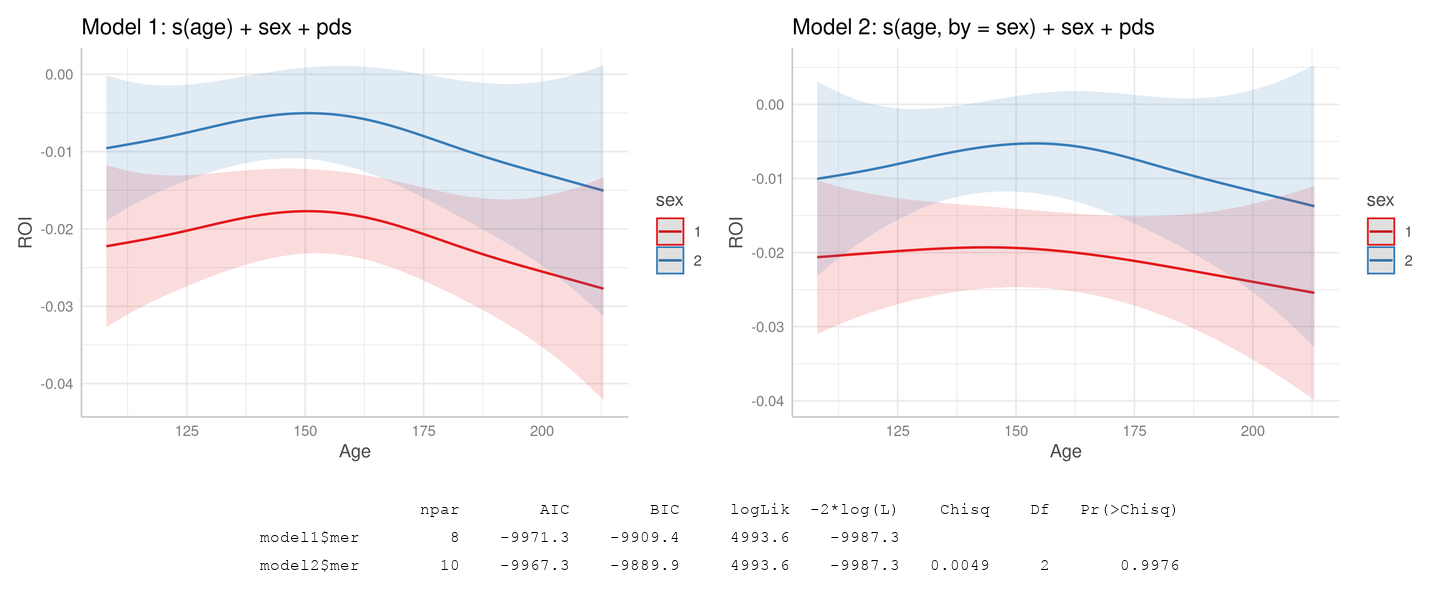 Model 1: s(age) + sex + pds
0.00
-0.01
-0.02
-0.03
-0.04
ROI
125 150 175 200
Age
sex
1
2
Model 2: s(age, by = sex) + sex + pds
0.00
-0.01
-0.02
-0.03
-0.04
ROI
125 150 175 200
Age
sex
1
2
npar AIC BIC logLik -2*log(L) Chisq Df Pr(>Chisq)
model1$mer 8 -9971.3 -9909.4 4993.6 -9987.3
model2$mer 10 -9967.3 -9889.9 4993.6 -9987.3 0.0049 2 0.9976